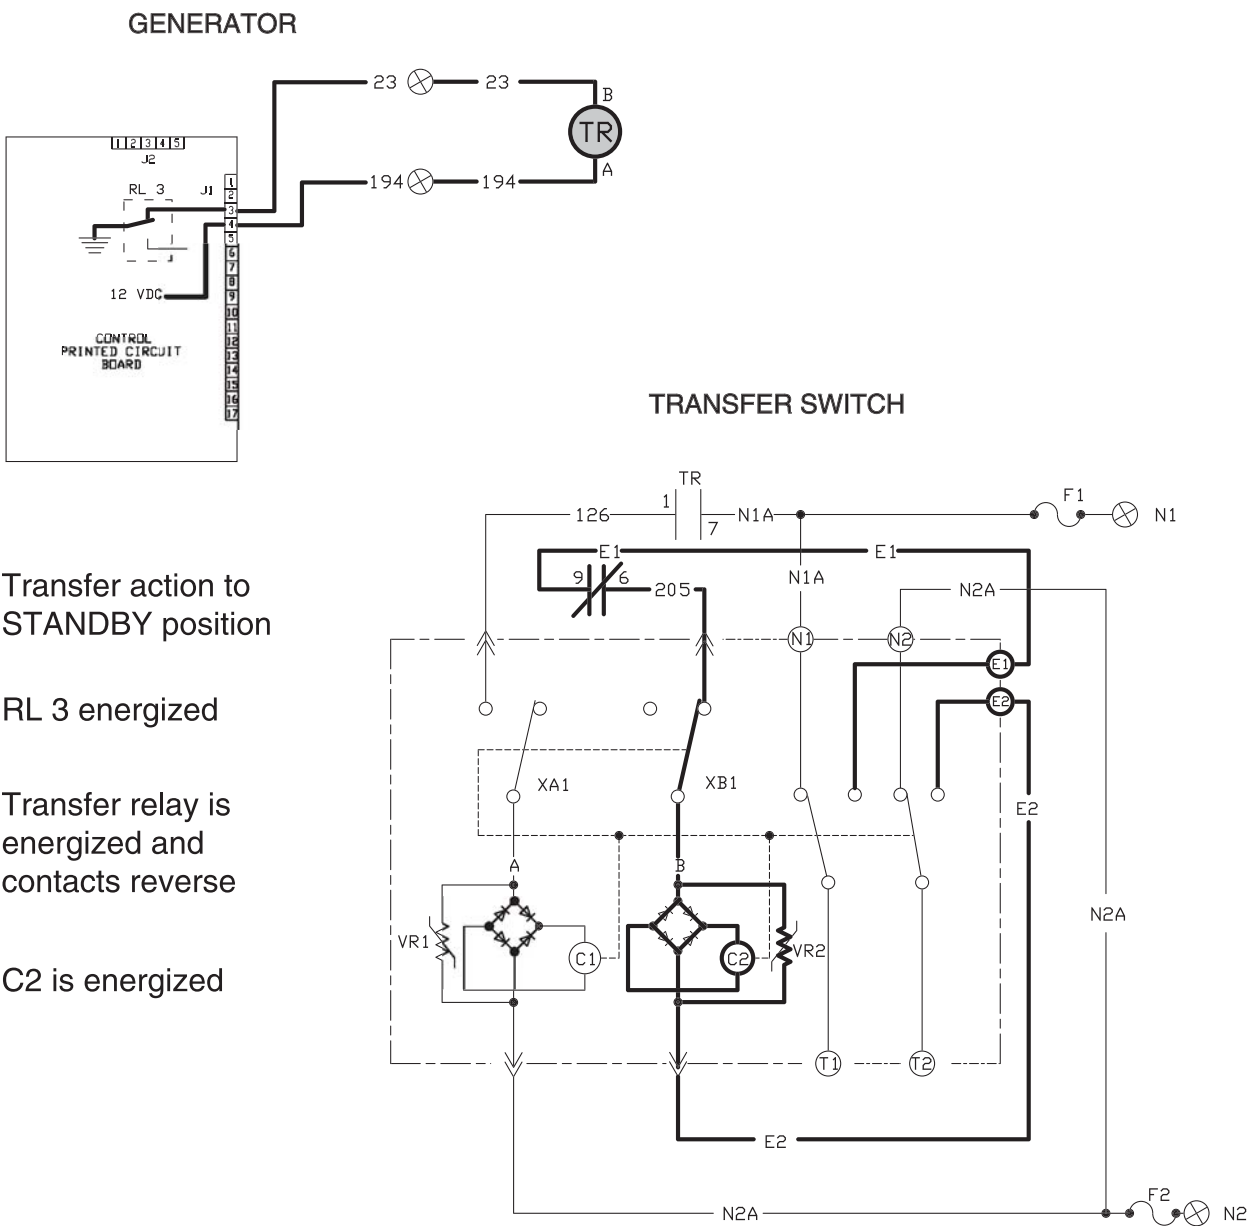 GENERATOR
23
23
B
TR
A
194
194
1 2 3 4 5
J2
RL 3
J1
1
2
3
4
5
6
7
8
9
10
11
12
13
14
15
16
17
12 VDC
CONTROL
PRINTED CIRCUIT
BOARD
TRANSFER SWITCH
TR
1
7
126
N1A
F1
N1
E1
E1
9
6
205
N1A
N2A
Transfer action to
STANDBY position
N1
N2
E1
E2
RL 3 energized
XA1
XB1
E2
Transfer relay is
energized and
contacts reverse
A
B
N2A
VR1
C1
C2
VR2
C2 is energized
T1
T2
E2
F2
N2A
N2